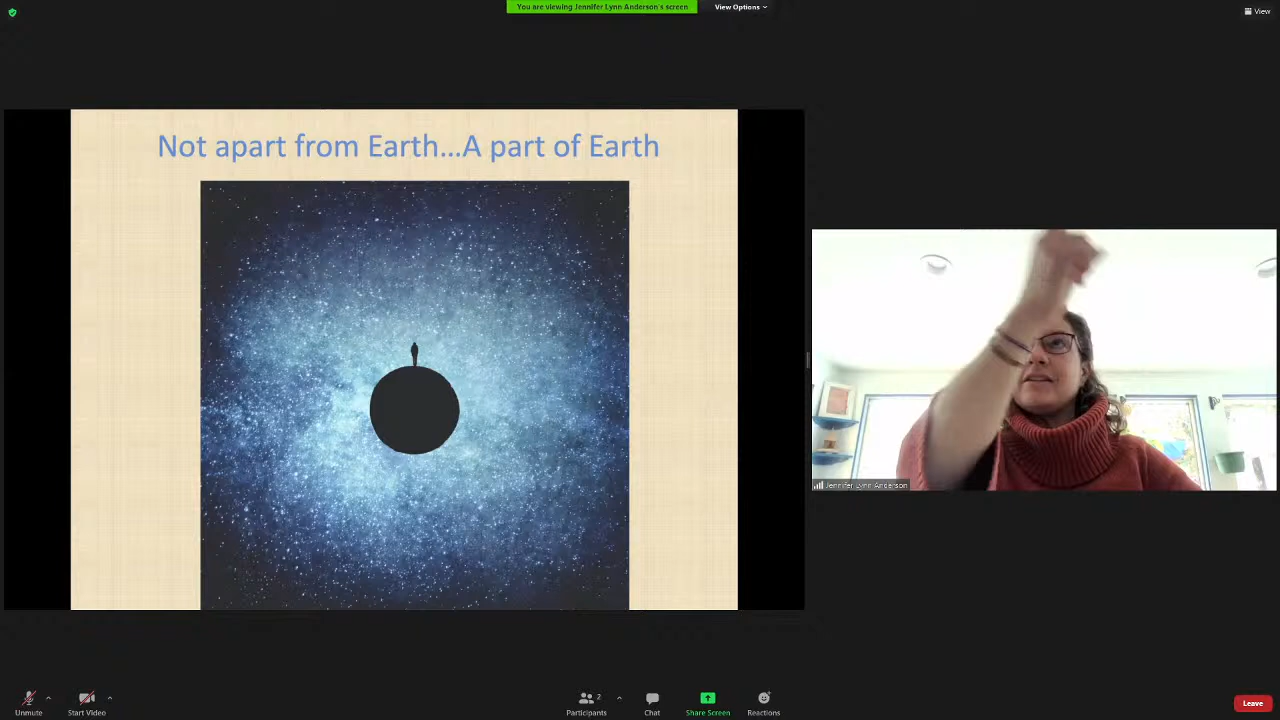 You are viewing Jennifer Lynn Anderson's screen
View Options
View
Not apart from Earth...A part of Earth
Jennifer Lynn Anderson
Unmute
Start Video
2
Participants
Chat
Share Screen
Reactions
Leave